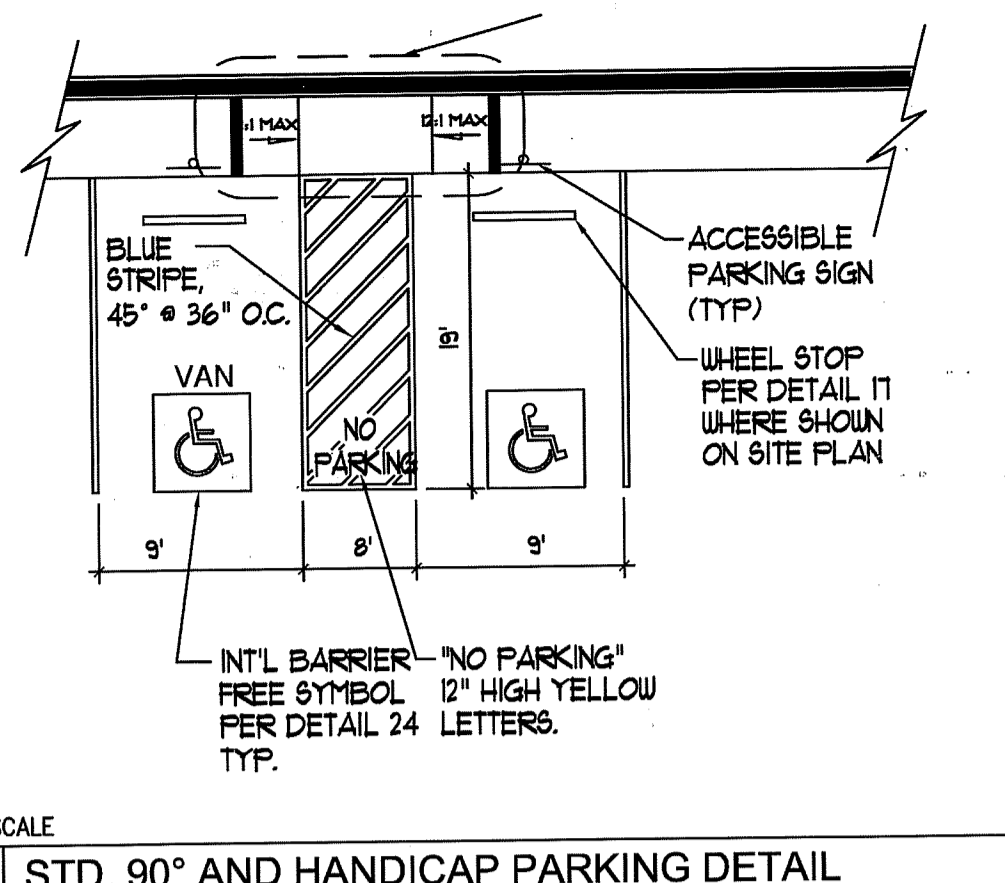 :1 MAX
12:1 MAX
BLUE
STRIPE,
45° @ 36" O.C.
ACCESSIBLE
PARKING SIGN
(TYP)
19'
WHEEL STOP
PER DETAIL 17
WHERE SHOWN
ON SITE PLAN
VAN
NO
PARKING
9'
8'
9'
INT'L BARRIER
FREE SYMBOL
PER DETAIL 24
TYP.
"NO PARKING"
12" HIGH YELLOW
LETTERS.
SCALE
STD. 90° AND HANDICAP PARKING DETAIL